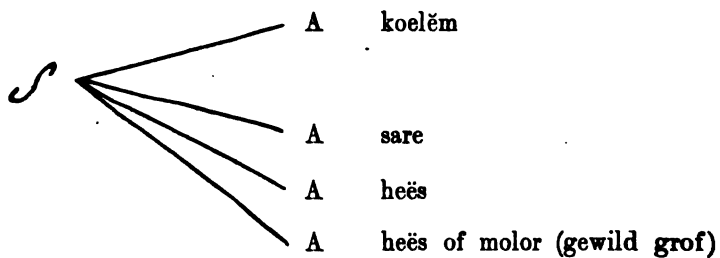 S
A koelĕm
A sare
A heës
A heës of molor (gewild grof)